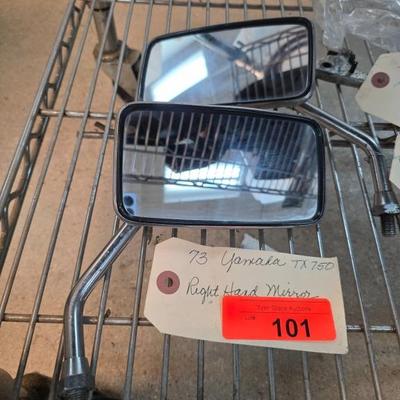 73 Yamaha TX750
Right Hand Mirror
Lot#
101